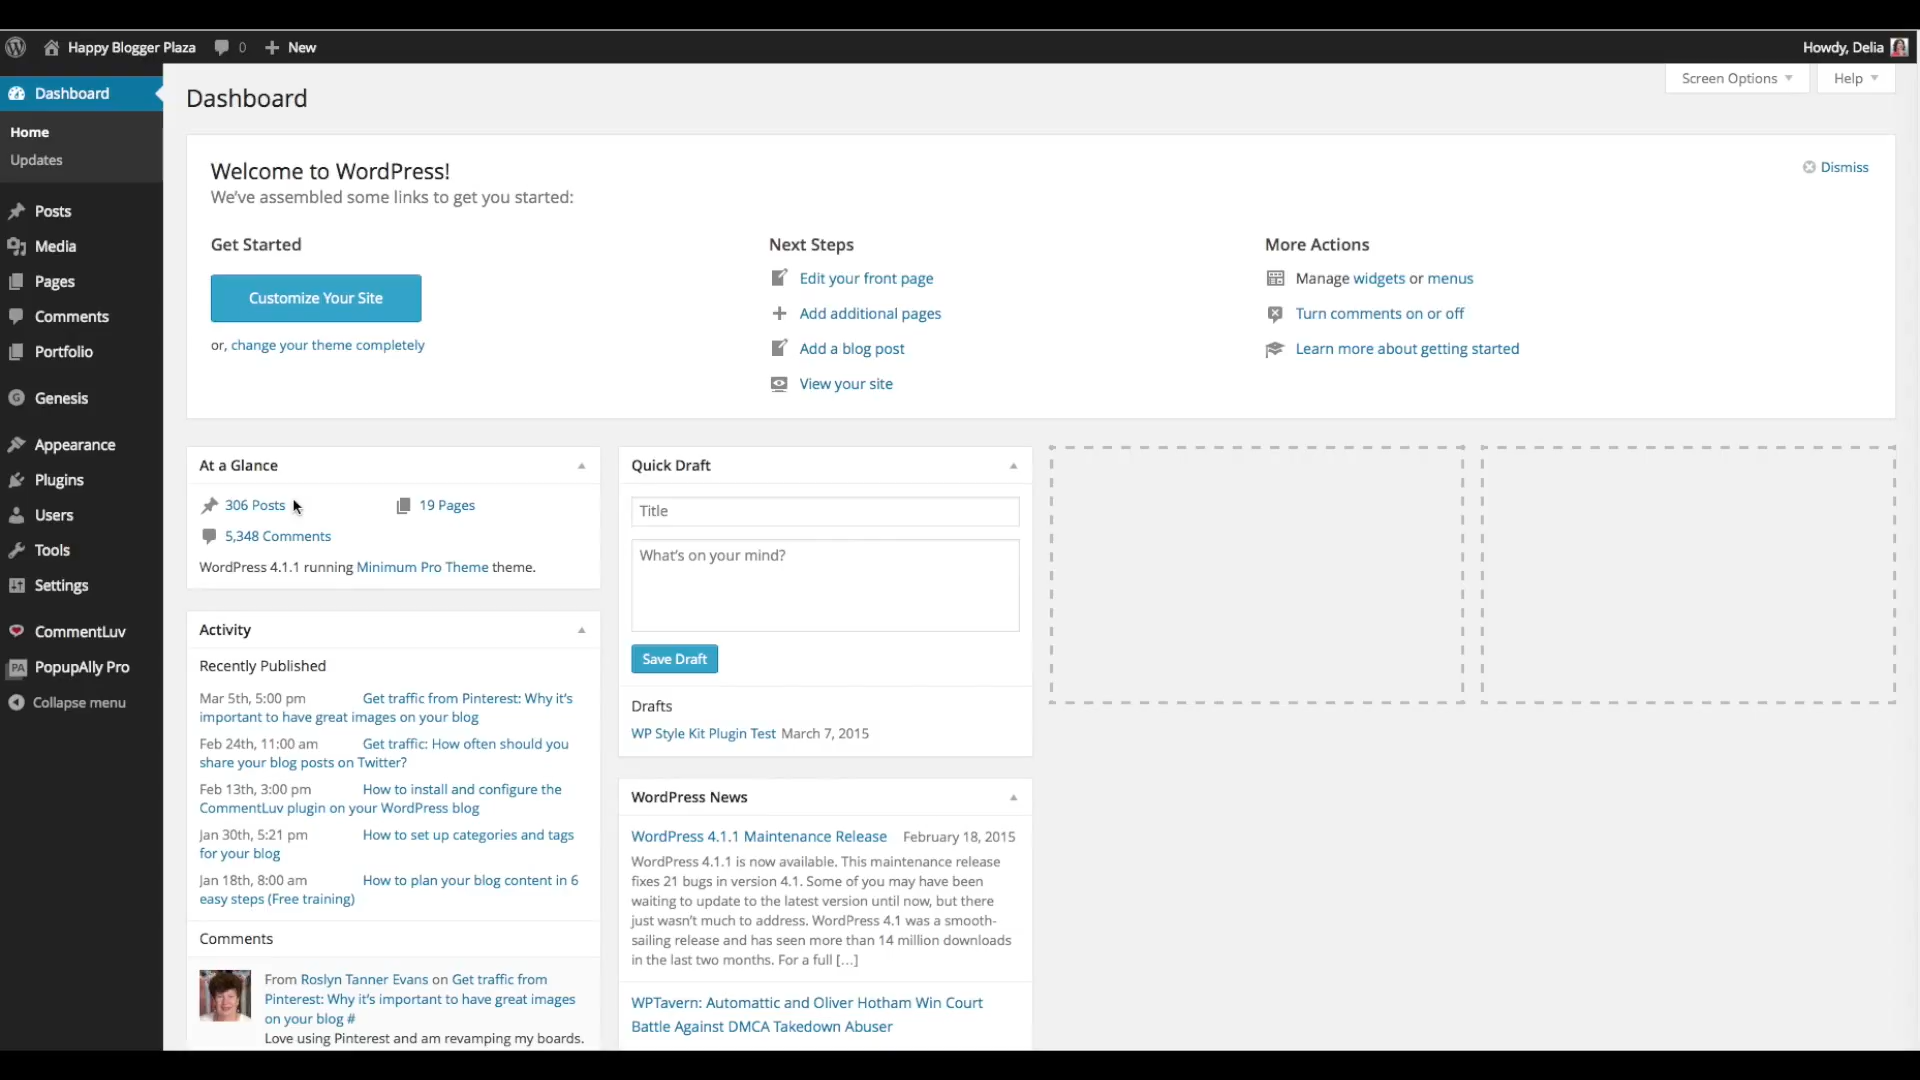 Happy Blogger Plaza 0 New Howdy, Delia
Dashboard
Home
Updates
Posts
Media
Pages
Comments
Portfolio
Genesis
Appearance
Plugins
Users
Tools
Settings
CommentLuv
PA PopupAlly Pro
Collapse menu
Screen Options Help
Dashboard
Welcome to WordPress!
We've assembled some links to get you started:
Dismiss
Get Started
Customize Your Site
or, change your theme completely
Next Steps
Edit your front page
Add additional pages
Add a blog post
View your site
More Actions
Manage widgets or menus
Turn comments on or off
Learn more about getting started
At a Glance
306 Posts 19 Pages
5,348 Comments
WordPress 4.1.1 running Minimum Pro Theme theme.
Activity
Recently Published
Mar 5th, 5:00 pm Get traffic from Pinterest: Why it's
important to have great images on your blog
Feb 24th, 11:00 am Get traffic: How often should you
share your blog posts on Twitter?
Feb 13th, 3:00 pm How to install and configure the
CommentLuv plugin on your WordPress blog
Jan 30th, 5:21 pm How to set up categories and tags
for your blog
Jan 18th, 8:00 am How to plan your blog content in 6
easy steps (Free training)
Comments
From Roslyn Tanner Evans on Get traffic from
Pinterest: Why it's important to have great images
on your blog #
Love using Pinterest and am revamping my boards.
Quick Draft
Title
What's on your mind?
Save Draft
Drafts
WP Style Kit Plugin Test March 7, 2015
WordPress News
WordPress 4.1.1 Maintenance Release February 18, 2015
WordPress 4.1.1 is now available. This maintenance release
fixes 21 bugs in version 4.1. Some of you may have been
waiting to update to the latest version until now, but there
just wasn't much to address. WordPress 4.1 was a smooth-
sailing release and has seen more than 14 million downloads
in the last two months. For a full […]
WPTavern: Automattic and Oliver Hotham Win Court
Battle Against DMCA Takedown Abuser